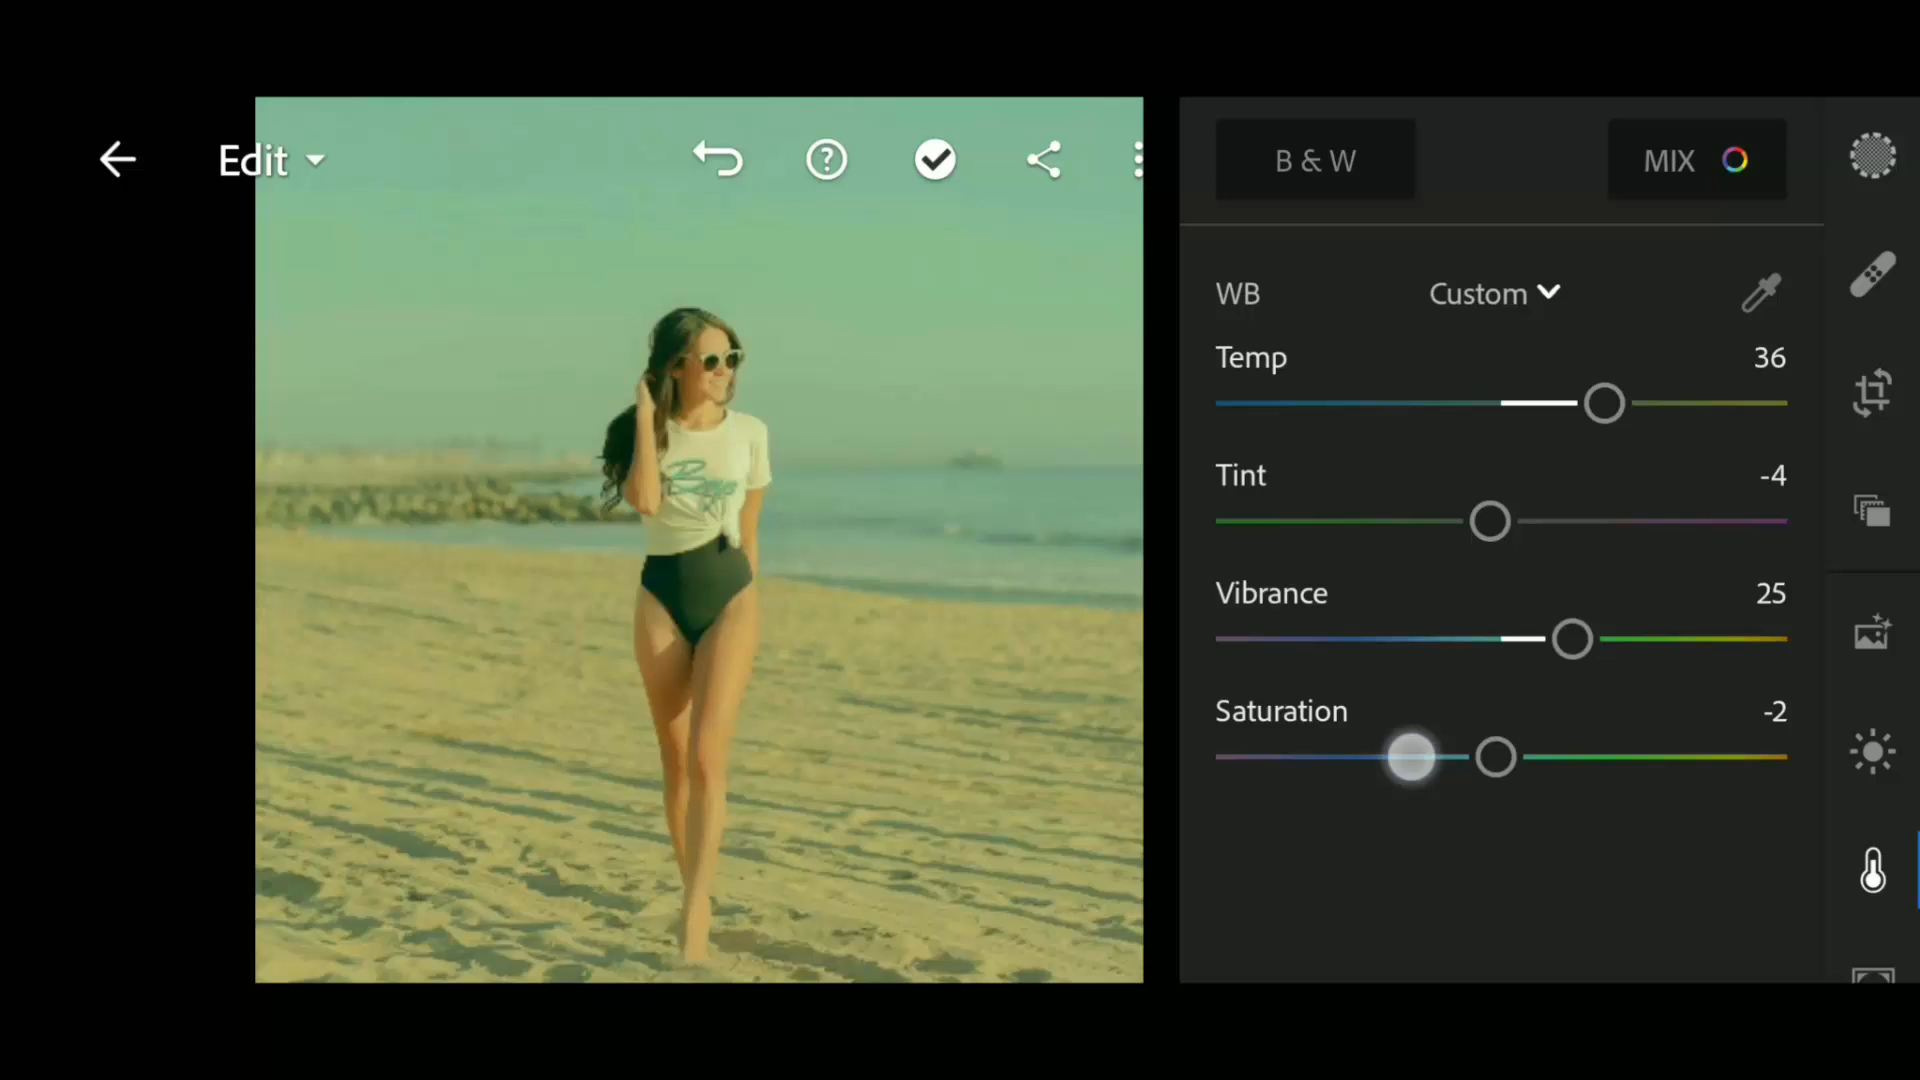 Edit
B & W
MIX
WB
Custom
Temp
36
Tint
-4
Vibrance
25
Saturation
-2